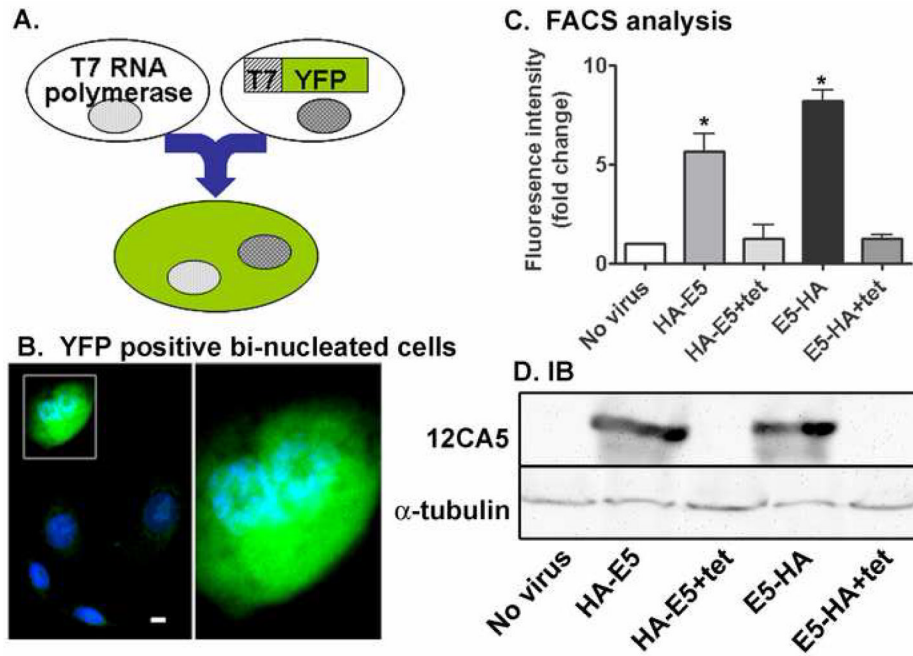 A.
T7 RNA
polymerase
T7 YFP
B. YFP positive bi-nucleated cells
C. FACS analysis
Fluoresence intensity
(fold change)
10
5
0
*
*
No virus
HA-E5
HA-E5+tet
E5-HA
E5-HA+tet
D. IB
12CA5
α-tubulin
No virus
HA-E5
HA-E5+tet
E5-HA
E5-HA+tet